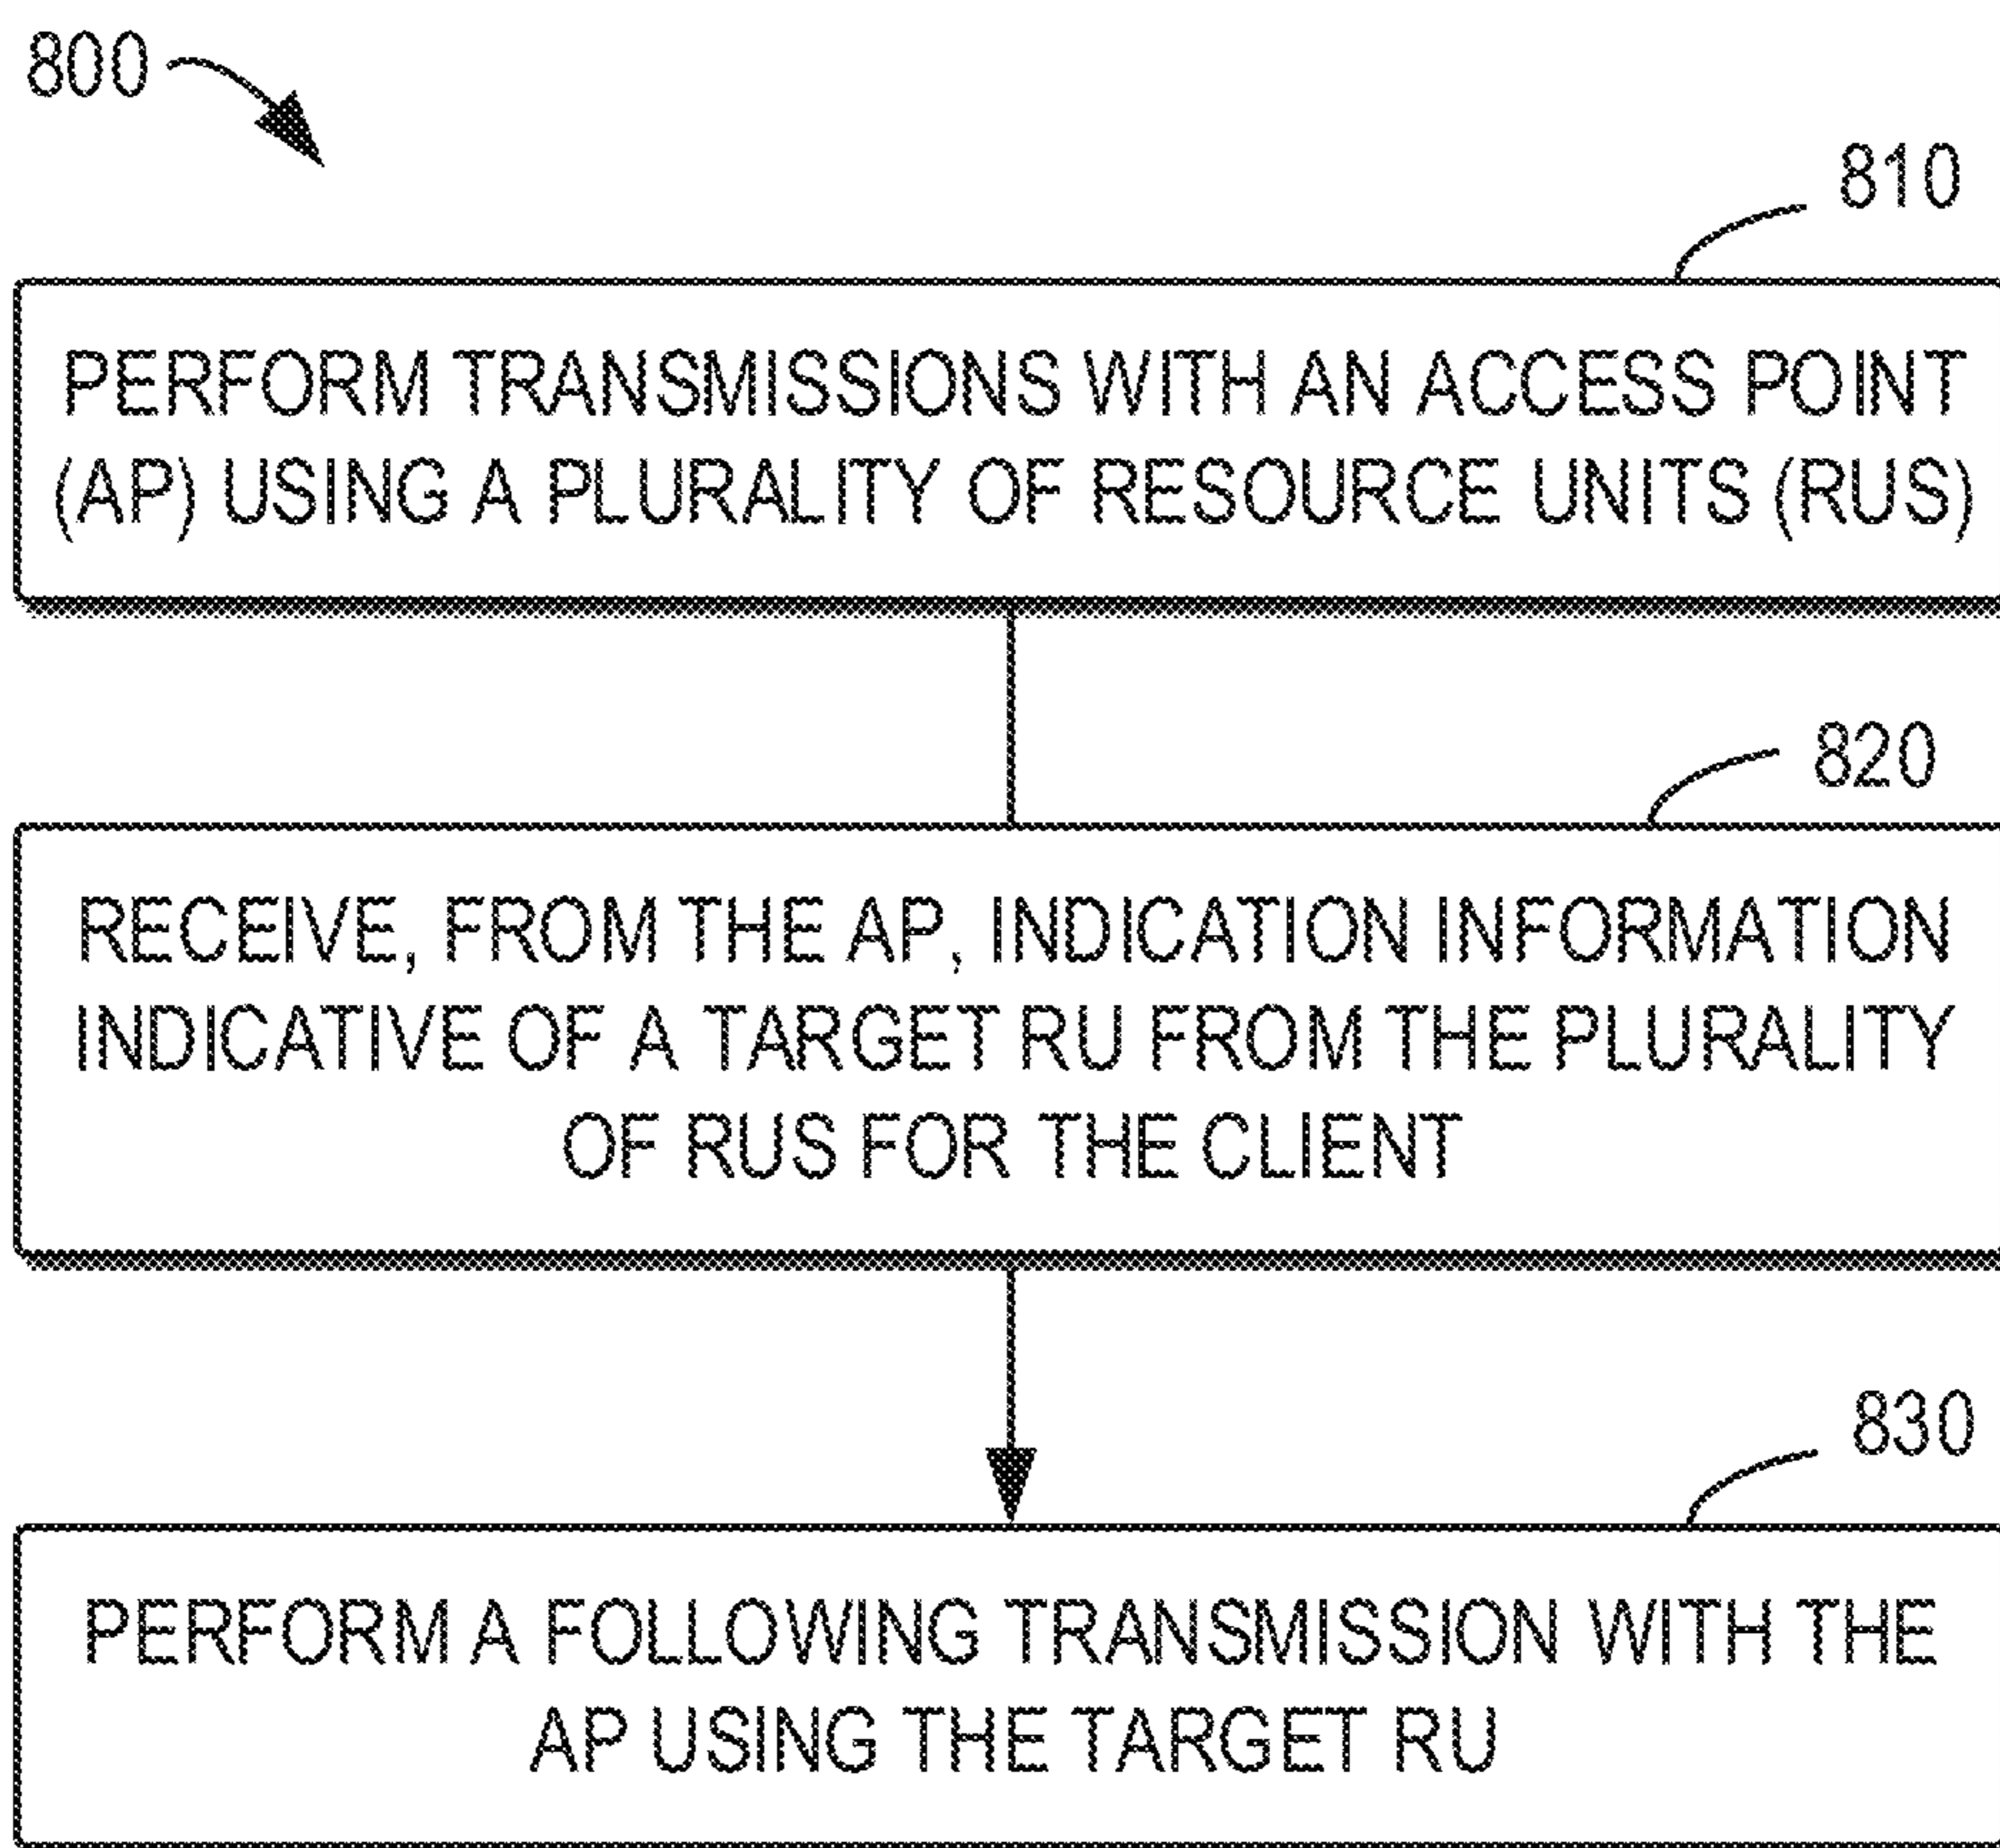 800
810
PERFORM TRANSMISSIONS WITH AN ACCESS POINT
(AP) USING A PLURALITY OF RESOURCE UNITS (RUS)
820
RECEIVE, FROM THE AP, INDICATION INFORMATION
INDICATIVE OF A TARGET RU FROM THE PLURALITY
OF RUS FOR THE CLIENT
830
PERFORM A FOLLOWING TRANSMISSION WITH THE
AP USING THE TARGET RU